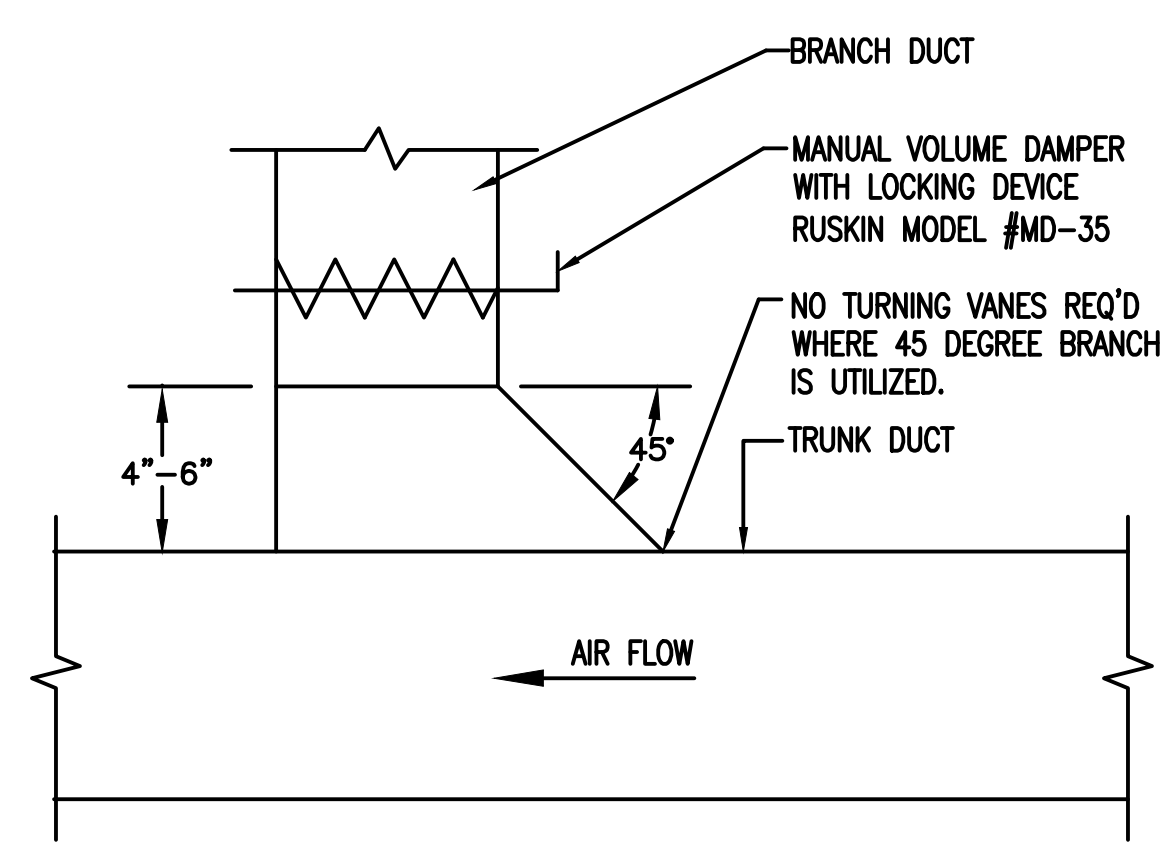 BRANCH DUCT
MANUAL VOLUME DAMPER
WITH LOCKING DEVICE
RUSKIN MODEL #MD-35
NO TURNING VANES REQ'D
WHERE 45 DEGREE BRANCH
IS UTILIZED.
TRUNK DUCT
45°
4"-6"
AIR FLOW